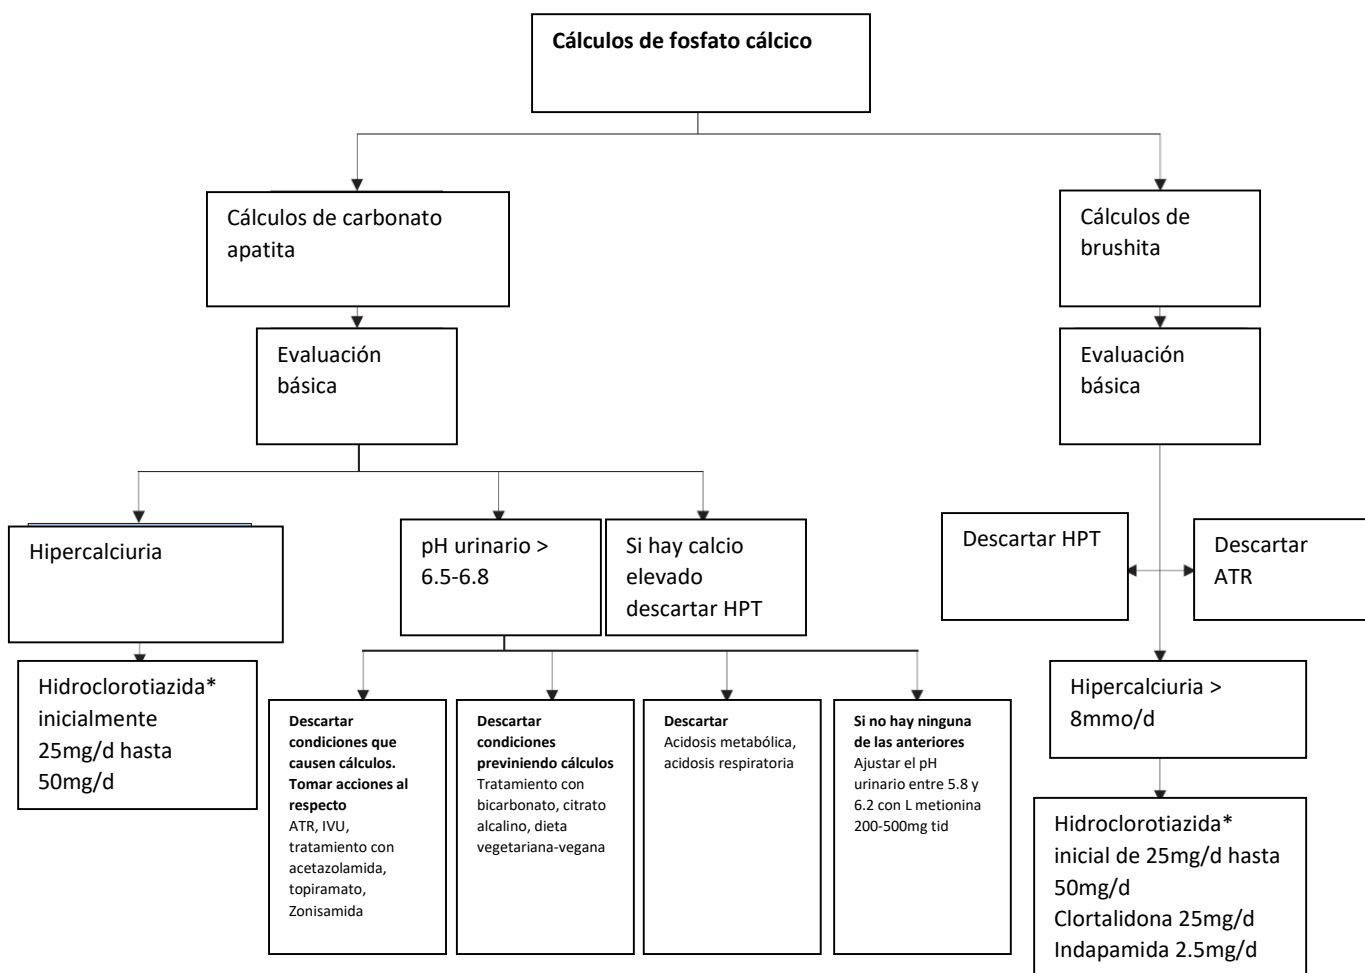 Cálculos de fosfato cálcico
Cálculos de carbonato
apatita
Cálculos de
brushita
Evaluación
básica
Evaluación
básica
Hipercalciuria
pH urinario >
6.5-6.8
Si hay calcio
elevado
descartar HPT
Descartar HPT
Descartar
ATR
Hidroclorotiazida*
inicialmente
25mg/d hasta
50mg/d
Descartar
condiciones que
causen cálculos.
Tomar acciones al
respecto
ATR, IVU,
tratamiento con
acetazolamida,
topiramato,
Zonisamida
Descartar
condiciones
previniendo cálculos
Tratamiento con
bicarbonato, citrato
alcalino, dieta
vegetariana-vegana
Descartar
Acidosis metabólica,
acidosis respiratoria
Si no hay ninguna
de las anteriores
Ajustar el pH
urinario entre 5.8 y
6.2 con L metionina
200-500mg tid
Hipercalciuria >
8mmo/d
Hidroclorotiazida*
inicial de 25mg/d hasta
50mg/d
Clortalidona 25mg/d
Indapamida 2.5mg/d